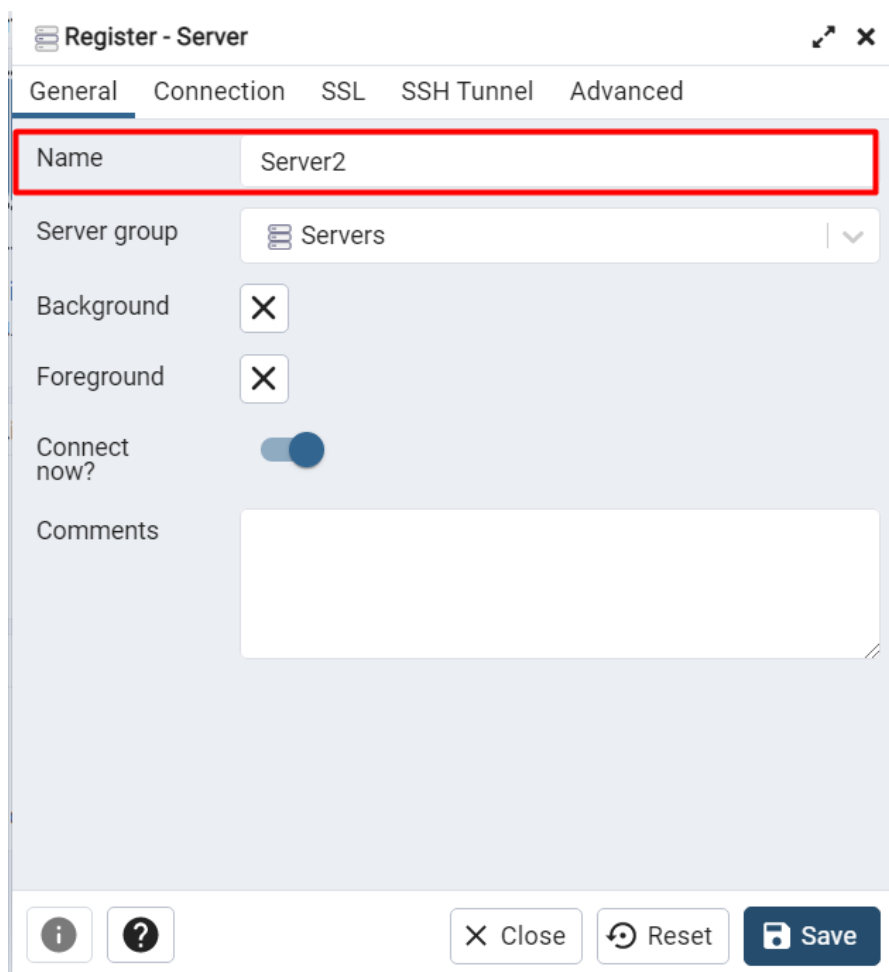 Register - Server
General Connection SSL SSH Tunnel Advanced
Name Server2
Server group Servers
Background
Foreground
Connect
now?
Comments
Close Reset Save